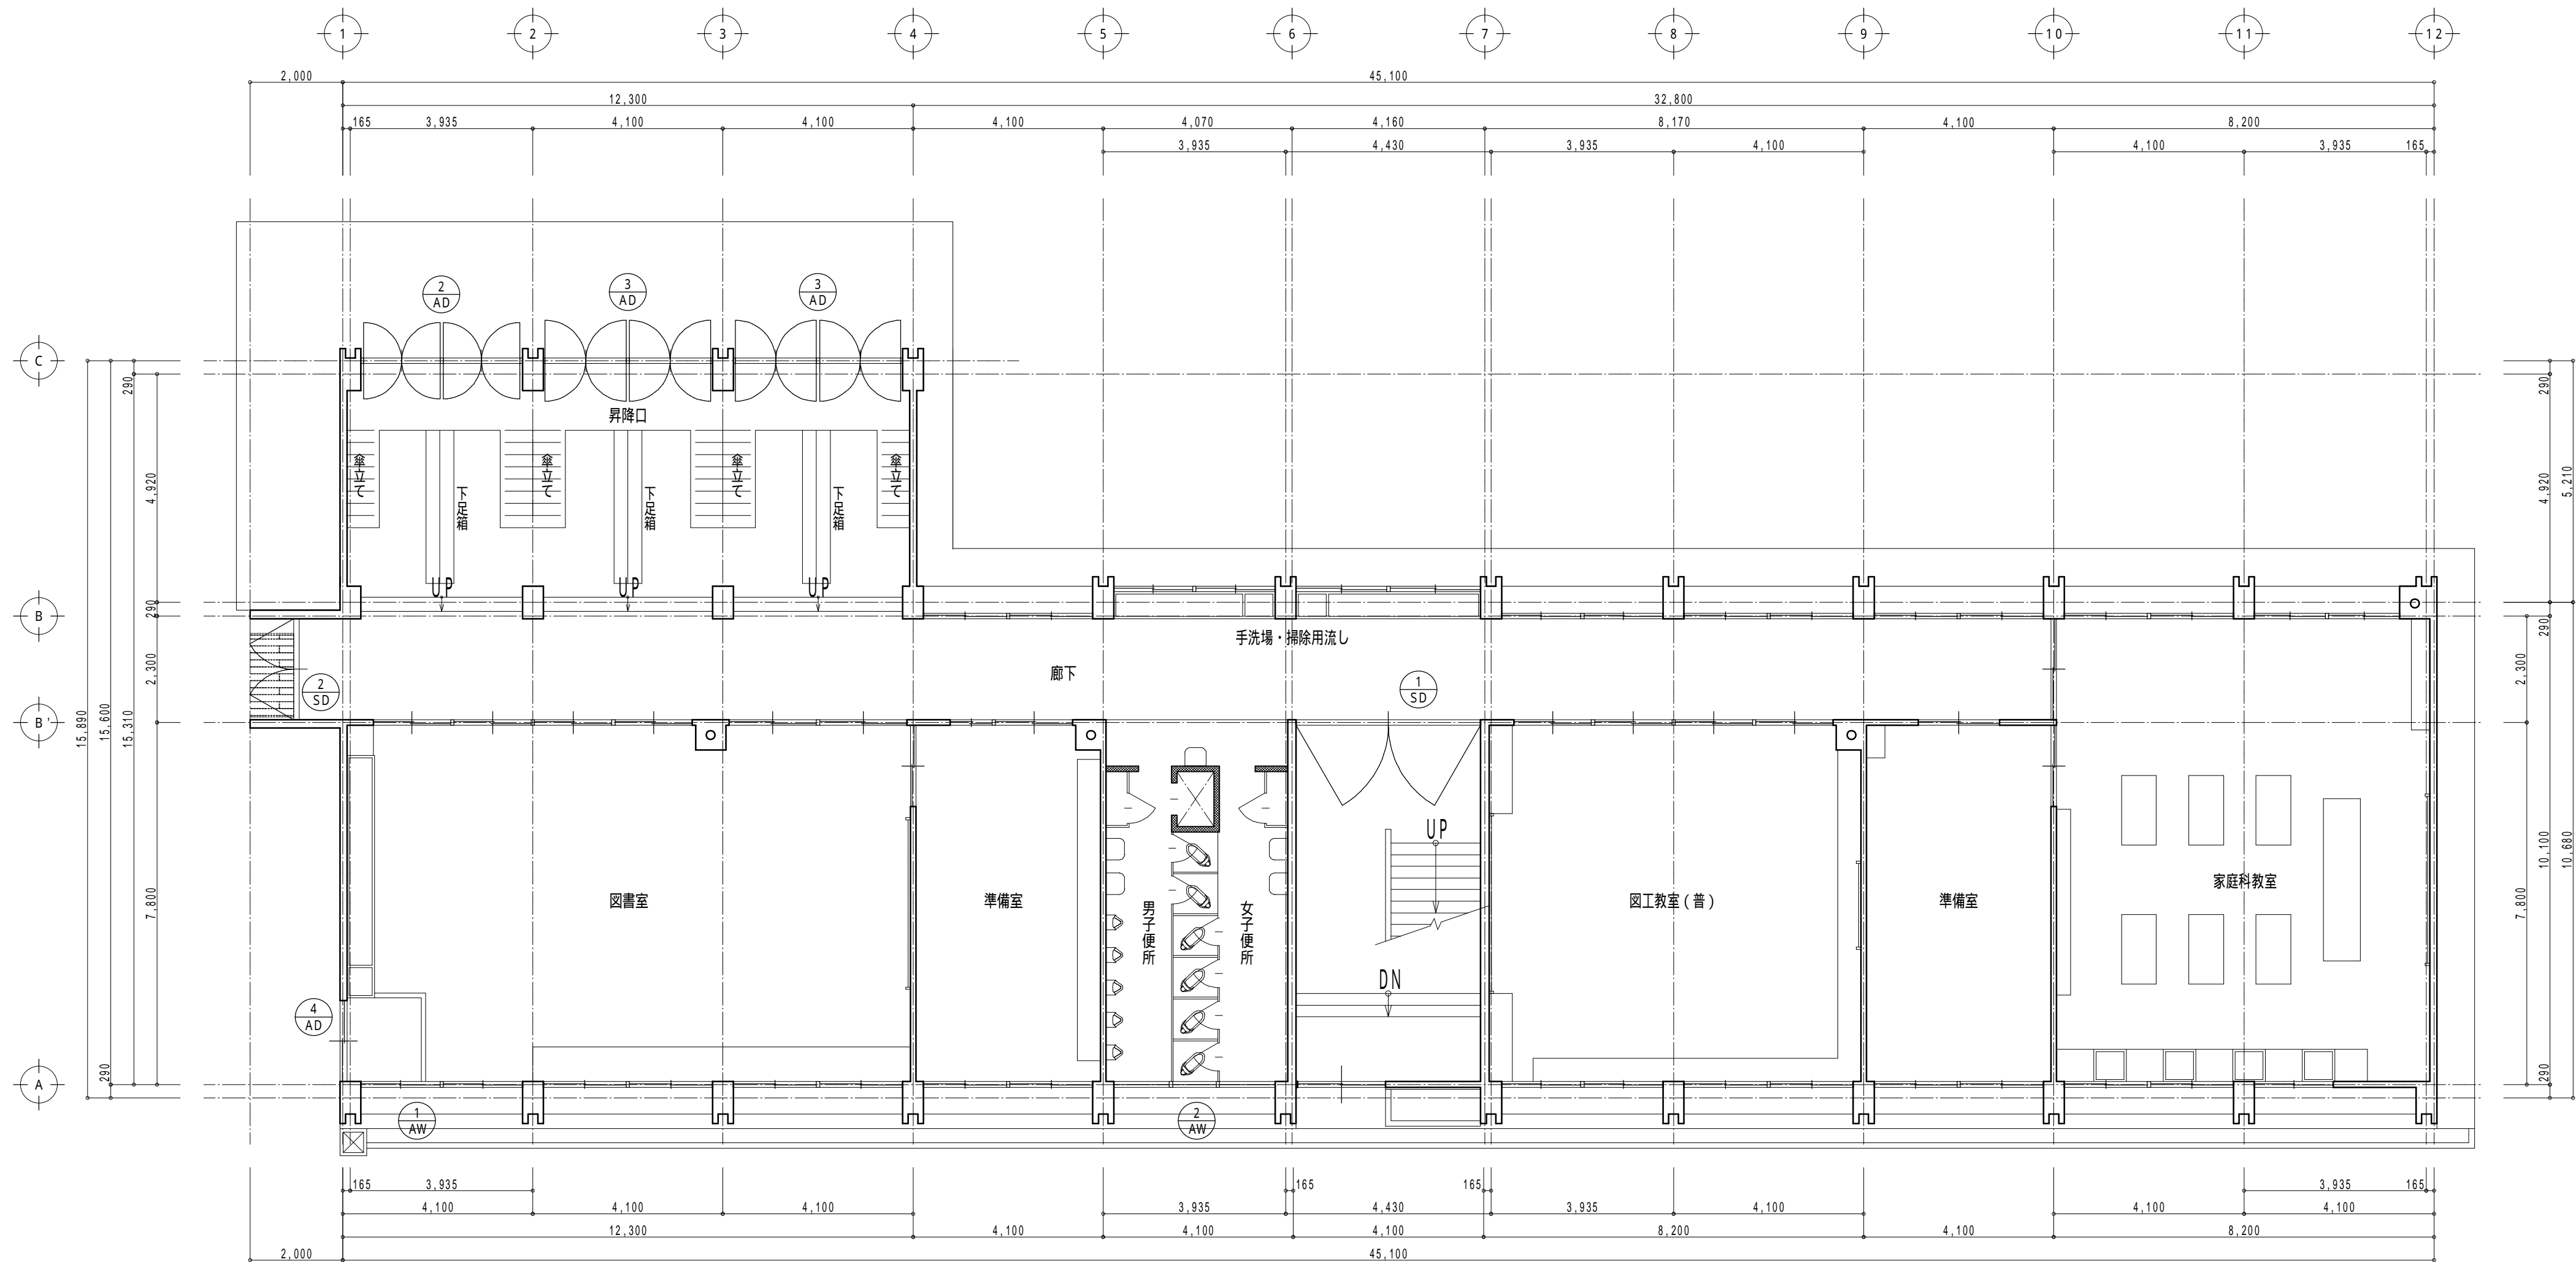 1 2 3 4 5 6 7 8 9 10 11 12
2,000 45,100
12,300 32,800
165 3,935 4,100 4,100 4,100 4,070 4,160 8,170 4,100 8,200
3,935 4,430 3,935 4,100 4,100 3,935 165
2
AD
3
AD
3
AD
C
昇降口
傘立て
下足箱
傘立て
下足箱
傘立て
下足箱
傘立て
UP
UP
UP
B
手洗場・掃除用流し
廊下
2
SD
1
SD
B'
UP
図書室
準備室
男子便所
女子便所
図工教室(普)
準備室
家庭科教室
DN
4
AD
A
1
AW
2
AW
15,890
15,600
290
15,310
290
4,920
290
2,300
7,800
290
4,920
290
5,210
2,300
7,800
10,100
290
10,680
165 3,935 165 165 3,935 165
4,100 4,100 4,100 3,935 4,430 3,935 4,100 4,100 4,100
12,300 4,100 4,100 4,100 8,200 4,100 8,200
2,000 45,100